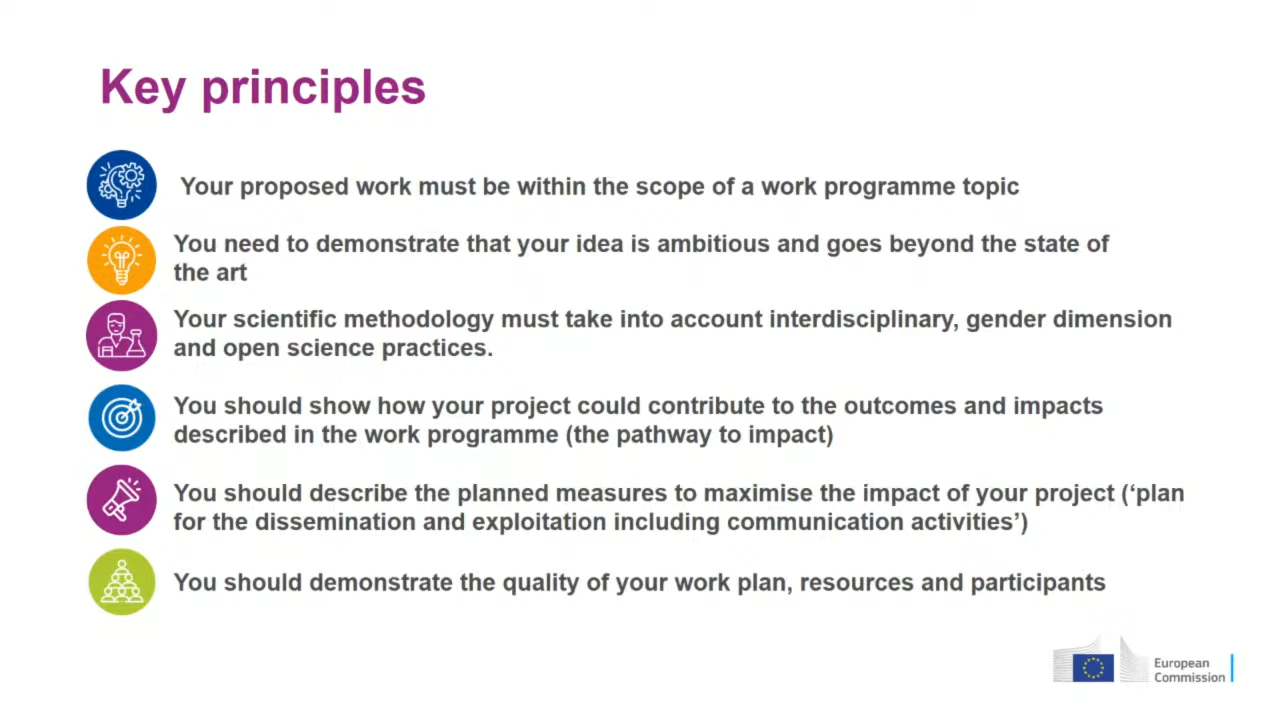 Key principles
Your proposed work must be within the scope of a work programme topic
You need to demonstrate that your idea is ambitious and goes beyond the state of
the art
Your scientific methodology must take into account interdisciplinary, gender dimension
and open science practices.
You should show how your project could contribute to the outcomes and impacts
described in the work programme (the pathway to impact)
You should describe the planned measures to maximise the impact of your project (‘plan
for the dissemination and exploitation including communication activities’)
You should demonstrate the quality of your work plan, resources and participants
European
Commission